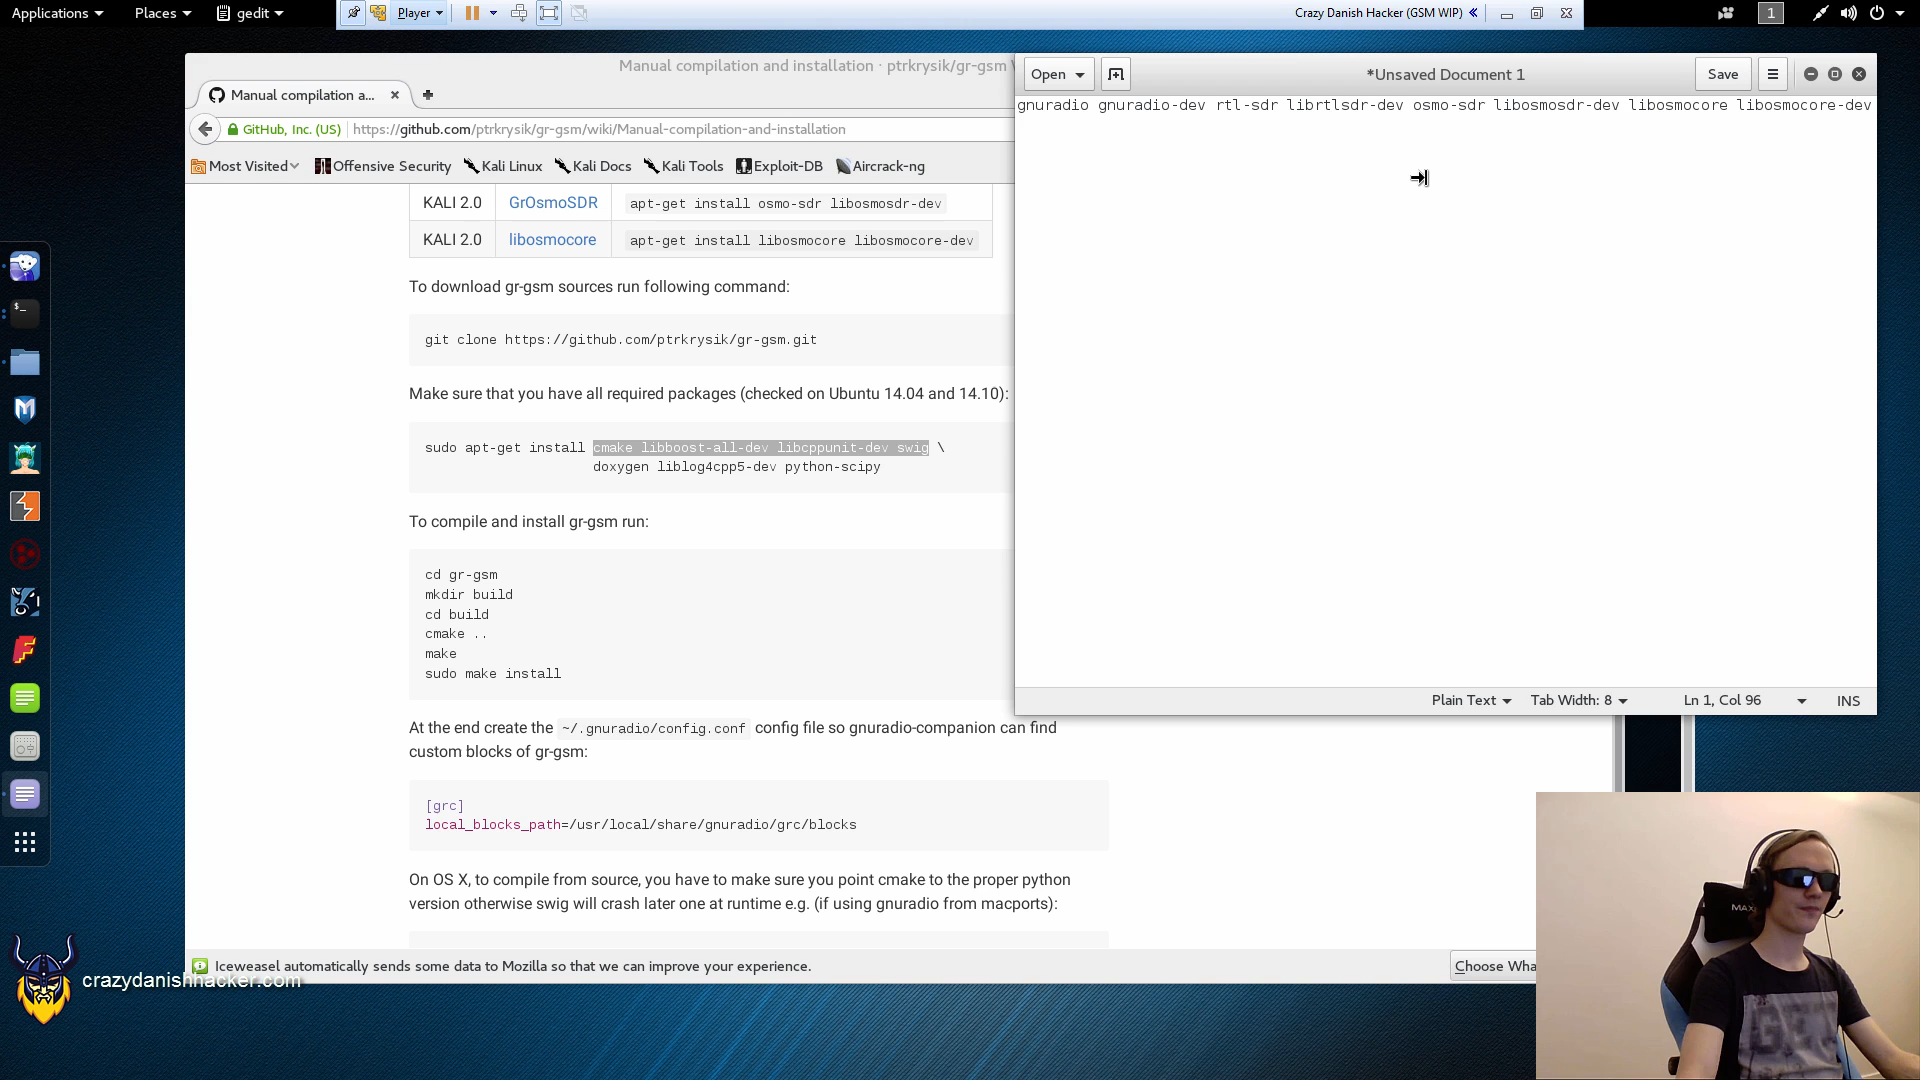 Applications
Places
gedit
Player
Crazy Danish Hacker (GSM WIP)
1
Manual compilation and installation · ptrkrysik/gr-gsm
Manual compilation a...
GitHub, Inc. (US)
https://github.com/ptrkrysik/gr-gsm/wiki/Manual-compilation-and-installation
Most Visited
Offensive Security
Kali Linux
Kali Docs
Kali Tools
Exploit-DB
Aircrack-ng
KALI 2.0 GrOsmoSDR apt-get install osmo-sdr libosmosdr-dev
KALI 2.0 libosmocore apt-get install libosmocore libosmocore-dev
To download gr-gsm sources run following command:
git clone https://github.com/ptrkrysik/gr-gsm.git
Make sure that you have all required packages (checked on Ubuntu 14.04 and 14.10):
sudo apt-get install cmake libboost-all-dev libcppunit-dev swig \
doxygen liblog4cpp5-dev python-scipy
To compile and install gr-gsm run:
cd gr-gsm
mkdir build
cd build
cmake ..
make
sudo make install
At the end create the ~/.gnuradio/config.conf config file so gnuradio-companion can find
custom blocks of gr-gsm:
[grc]
local_blocks_path=/usr/local/share/gnuradio/grc/blocks
On OS X, to compile from source, you have to make sure you point cmake to the proper python
version otherwise swig will crash later one at runtime e.g. (if using gnuradio from macports):
Iceweasel automatically sends some data to Mozilla so that we can improve your experience.
Choose Wha
Open
*Unsaved Document 1
Save
gnuradio gnuradio-dev rtl-sdr librtlsdr-dev osmo-sdr libosmosdr-dev libosmocore libosmocore-dev
Plain Text
Tab Width: 8
Ln 1, Col 96
INS
crazydanishhacker.com
MAX